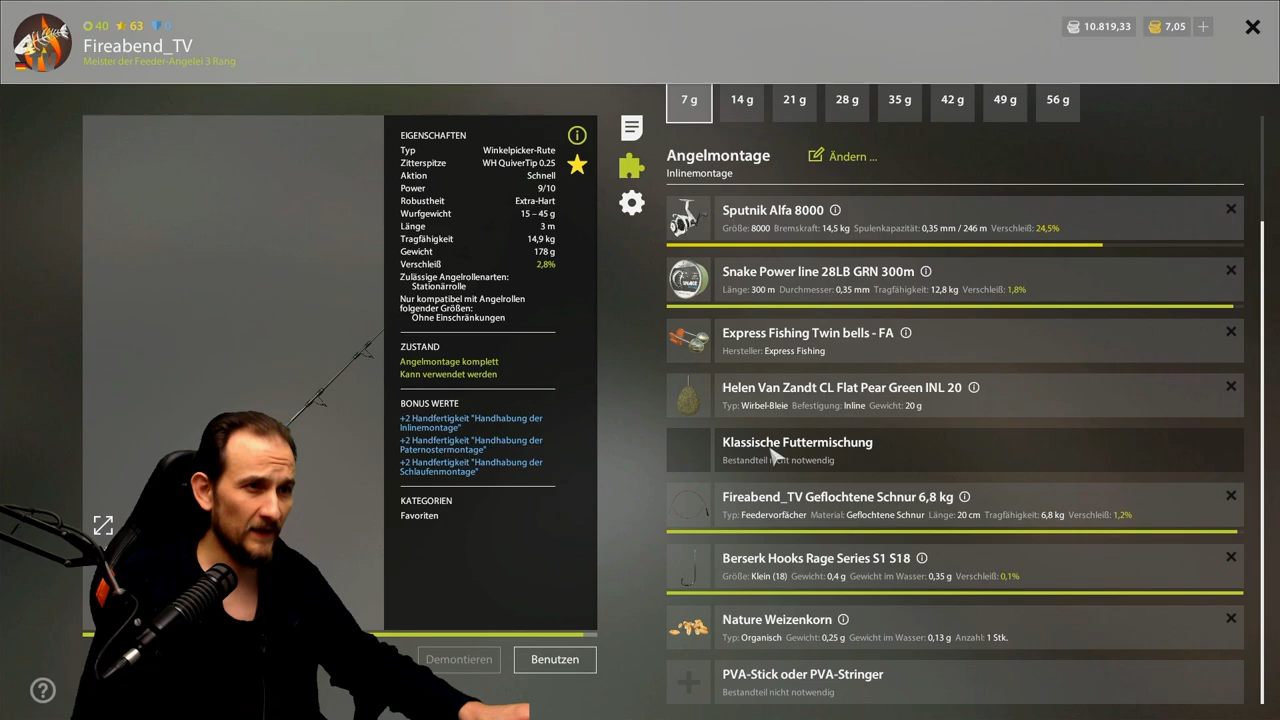 40 63 0
Fireabend_TV
Meister der Feeder-Angelei 3 Rang
10.819,33 7,05
7 g 14 g 21 g 28 g 35 g 42 g 49 g 56 g
EIGENSCHAFTEN
Typ Winkelpicker-Rute
Zitterspitze WH QuiverTip 0.25
Aktion Schnell
Power 9/10
Robustheit Extra-Hart
Wurfgewicht 15 – 45 g
Länge 3 m
Tragfähigkeit 14,9 kg
Gewicht 178 g
Verschleiß 2,8%
Zulässige Angelrollenarten:
Stationärrolle
Nur kompatibel mit Angelrollen
folgender Größen:
Ohne Einschränkungen
ZUSTAND
Angelmontage komplett
Kann verwendet werden
BONUS WERTE
+2 Handfertigkeit "Handhabung der
Inlinemontage"
+2 Handfertigkeit "Handhabung der
Paternostermontage"
+2 Handfertigkeit "Handhabung der
Schlaufenmontage"
KATEGORIEN
Favoriten
Demontieren Benutzen
Angelmontage Ändern ...
Inlinemontage
Sputnik Alfa 8000
Größe: 8000 Bremskraft: 14,5 kg Spulenkapazität: 0,35 mm / 246 m Verschleiß: 24,5%
Snake Power line 28LB GRN 300m
Länge: 300 m Durchmesser: 0,35 mm Tragfähigkeit: 12,8 kg Verschleiß: 1,8%
Express Fishing Twin bells - FA
Hersteller: Express Fishing
Helen Van Zandt CL Flat Pear Green INL 20
Typ: Wirbel-Bleie Befestigung: Inline Gewicht: 20 g
Klassische Futtermischung
Bestandteil nicht notwendig
Fireabend_TV Geflochtene Schnur 6,8 kg
Typ: Feedervorfächer Material: Geflochtene Schnur Länge: 20 cm Tragfähigkeit: 6,8 kg Verschleiß: 1,2%
Berserk Hooks Rage Series S1 S18
Größe: Klein (18) Gewicht: 0,4 g Gewicht im Wasser: 0,35 g Verschleiß: 0,1%
Nature Weizenkorn
Typ: Organisch Gewicht: 0,25 g Gewicht im Wasser: 0,13 g Anzahl: 1 Stk.
PVA-Stick oder PVA-Stringer
Bestandteil nicht notwendig